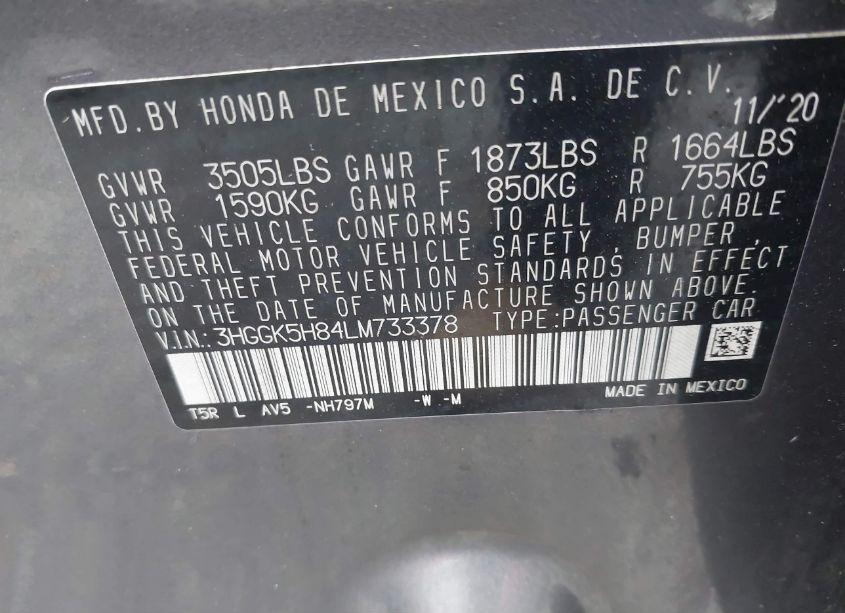 MFD. BY HONDA DE MEXICO S.A. DE C.V. 11/'20
GVWR 3505LBS GAWR F 1873LBS R 1664LBS
GVWR 1590KG GAWR F 850KG R 755KG
THIS VEHICLE CONFORMS TO ALL APPLICABLE
FEDERAL MOTOR VEHICLE SAFETY, BUMPER,
AND THEFT PREVENTION STANDARDS IN EFFECT
ON THE DATE OF MANUFACTURE SHOWN ABOVE.
V.I.N.: 3HGGK5H84LM733378 TYPE:PASSENGER CAR
MADE IN MEXICO
T5R L AV5 -NH797M -W -M